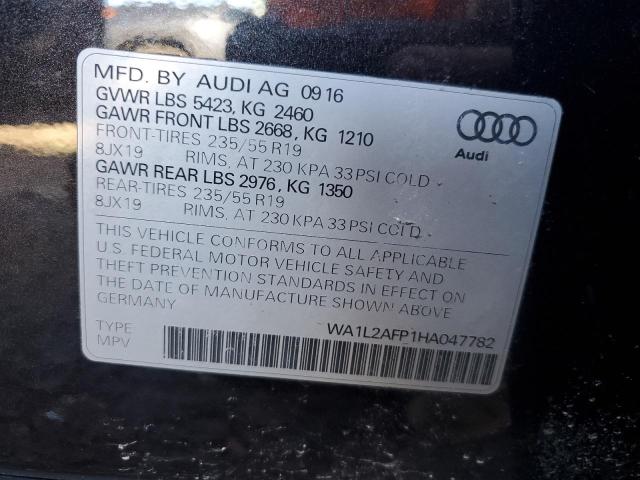 MFD. BY AUDI AG 0916
GVWR LBS 5423, KG 2460
GAWR FRONT LBS 2668, KG 1210
FRONT-TIRES 235/55 R19
8JX19 RIMS, AT 230 KPA 33 PSI COLD
GAWR REAR LBS 2976, KG 1350
REAR-TIRES 235/55 R19
8JX19 RIMS, AT 230 KPA 33 PSI COLD
Audi
THIS VEHICLE CONFORMS TO ALL APPLICABLE
U.S. FEDERAL MOTOR VEHICLE SAFETY AND
THEFT PREVENTION STANDARDS IN EFFECT ON
THE DATE OF MANUFACTURE SHOWN ABOVE
GERMANY
WA1L2AFP1HA047782
TYPE
MPV